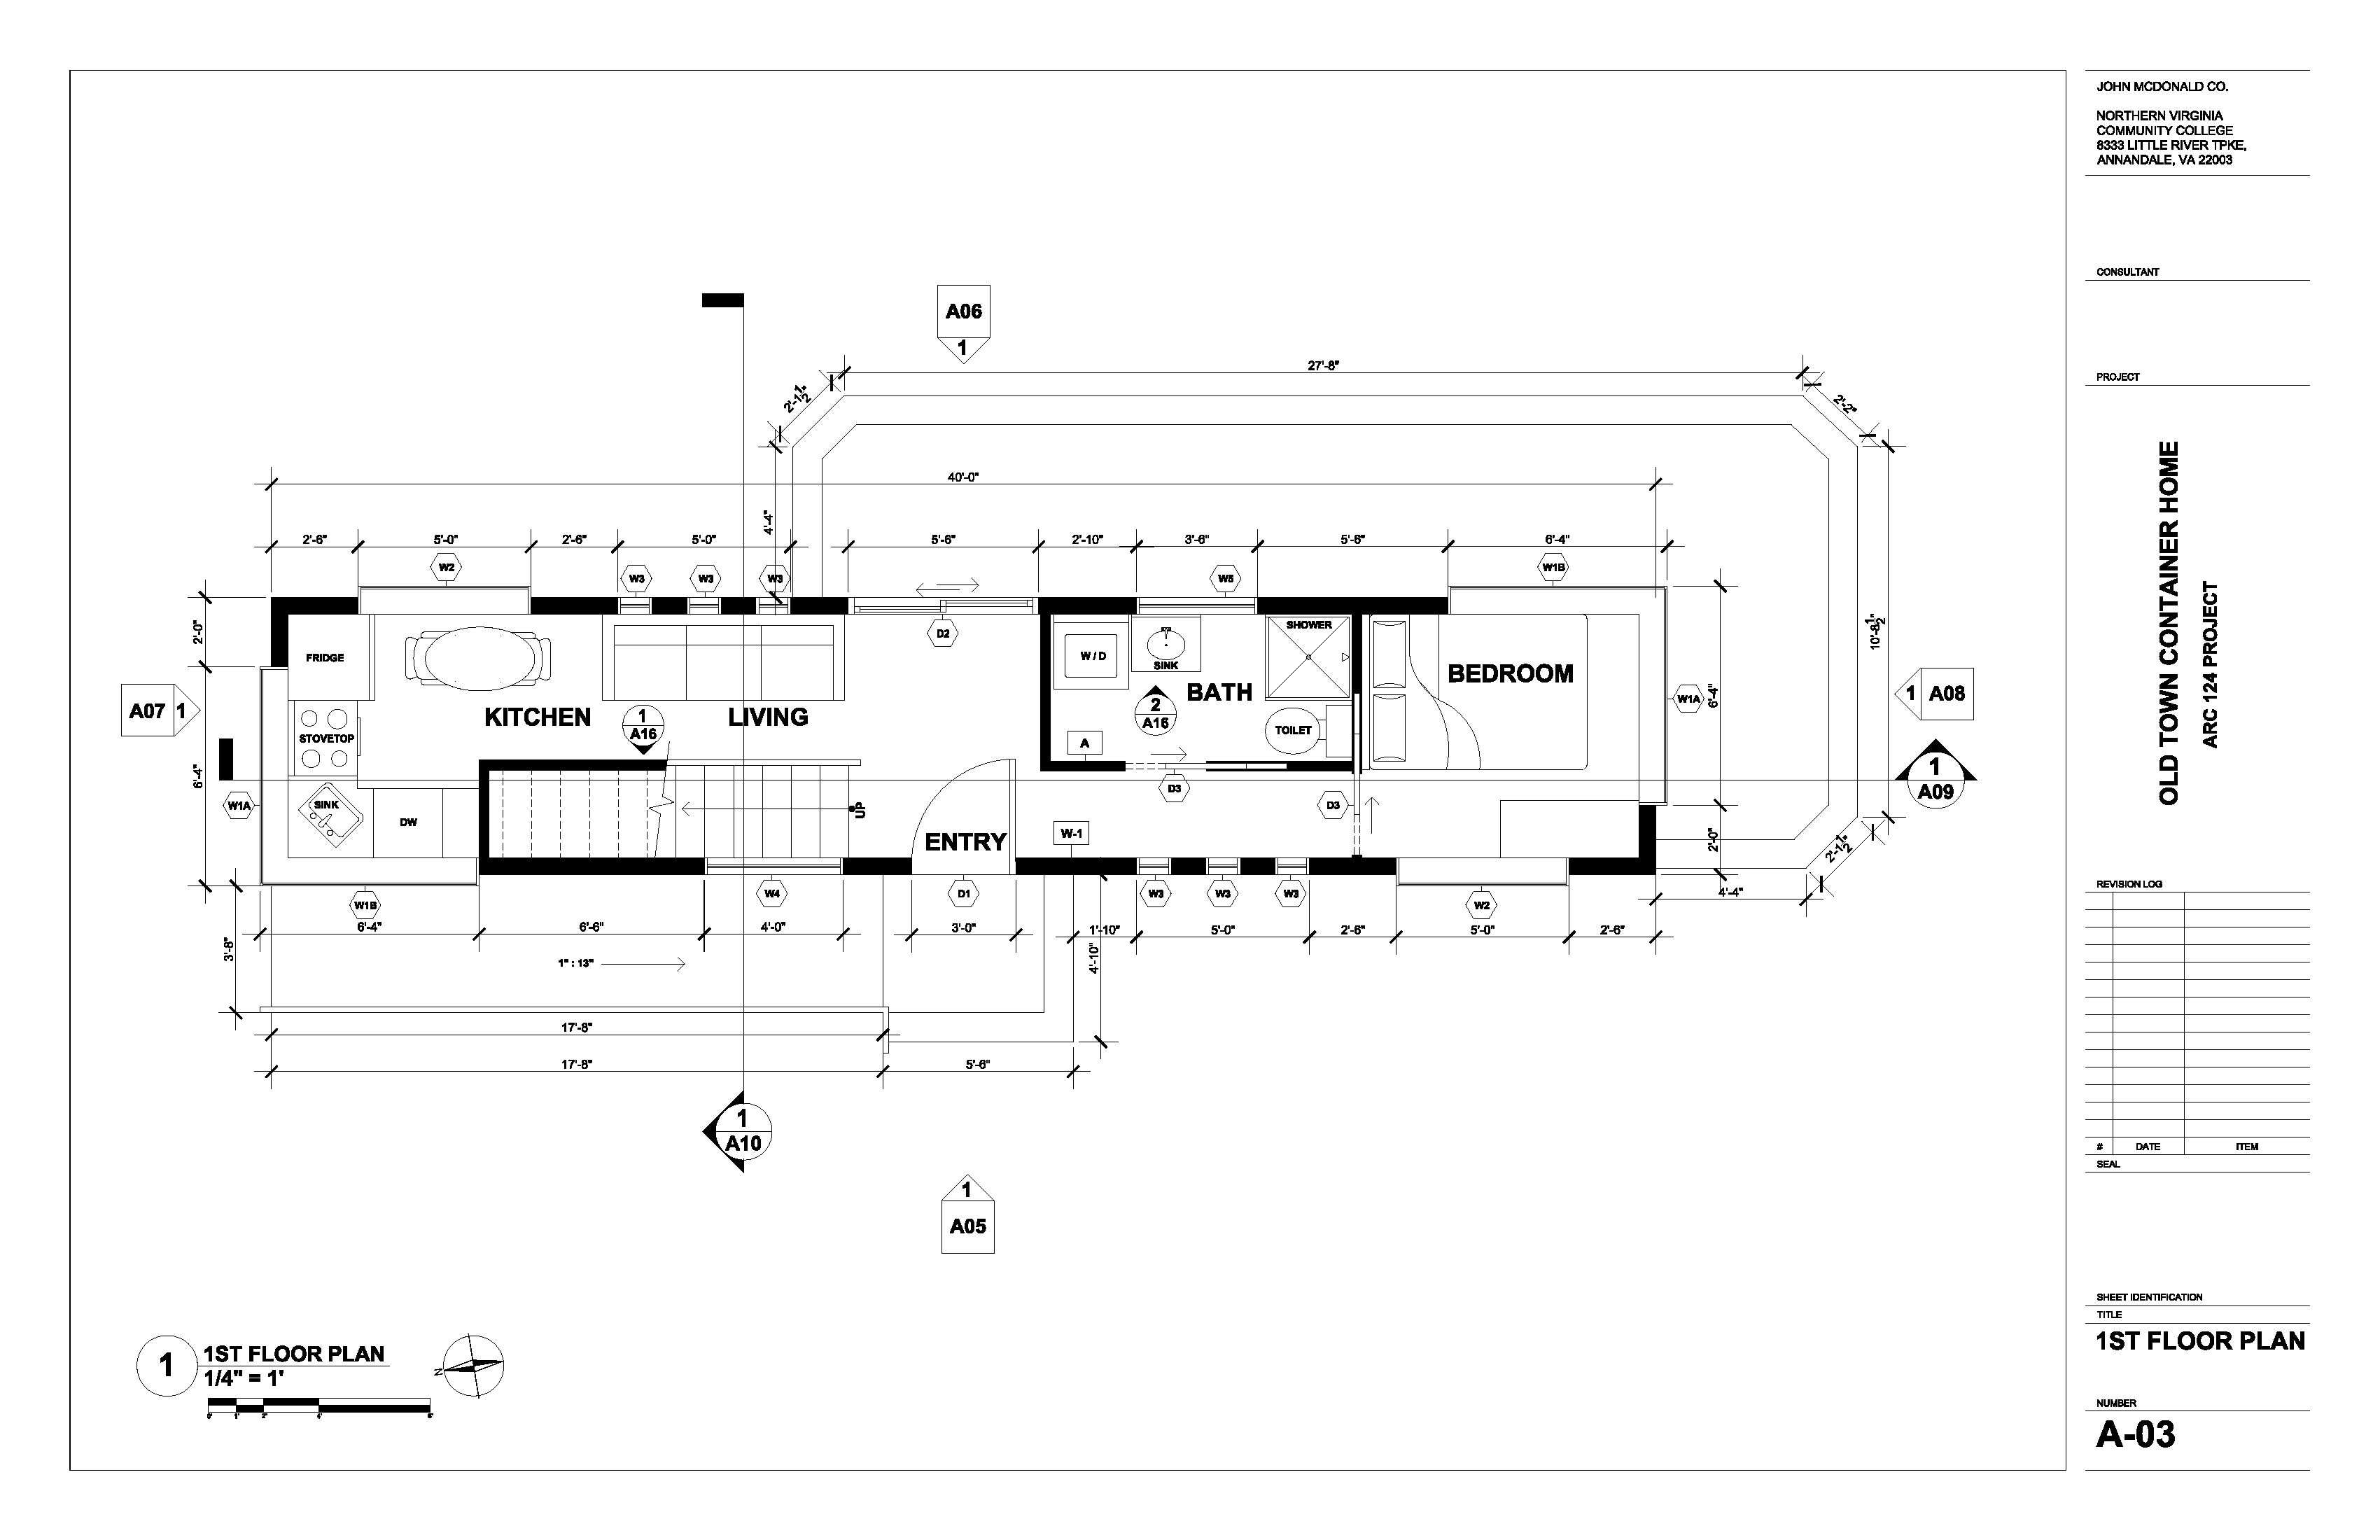 JOHN MCDONALD CO.
NORTHERN VIRGINIA
COMMUNITY COLLEGE
8333 LITTLE RIVER TPKE,
ANNANDALE, VA 22003
CONSULTANT
PROJECT
OLD TOWN CONTAINER HOME
ARC 124 PROJECT
REVISION LOG
# DATE ITEM
SEAL
SHEET IDENTIFICATION
TITLE
1ST FLOOR PLAN
NUMBER
A-03
A06
1
27'-8"
2'-1½"
2'-2"
40'-0"
4'-4"
2'-6" 5'-0" 2'-6" 5'-0" 5'-6" 2'-10" 3'-6" 5'-6" 6'-4"
W2 W3 W3 W3 W5 W1B
2'-0"
D2
FRIDGE
W / D
SINK
SHOWER
BEDROOM
10'-8½"
A07 1
KITCHEN
1
A16
LIVING
2
A16
BATH
TOILET
W1A
6'-4"
1 A08
STOVETOP
A
6'-4"
W1A
SINK
DW
UP
D3
D3
1
A09
ENTRY
W-1
2'-0"
2'-1½"
W4 D1 W3 W3 W3
W1B
W2
4'-4"
6'-4" 6'-6" 4'-0" 3'-0" 1'-10" 5'-0" 2'-6" 5'-0" 2'-6"
3'-8"
1" : 13"
4'-10"
17'-8"
17'-8" 5'-6"
1
A10
1
A05
1
1ST FLOOR PLAN
1/4" = 1'
0' 1' 2' 4' 8'
N